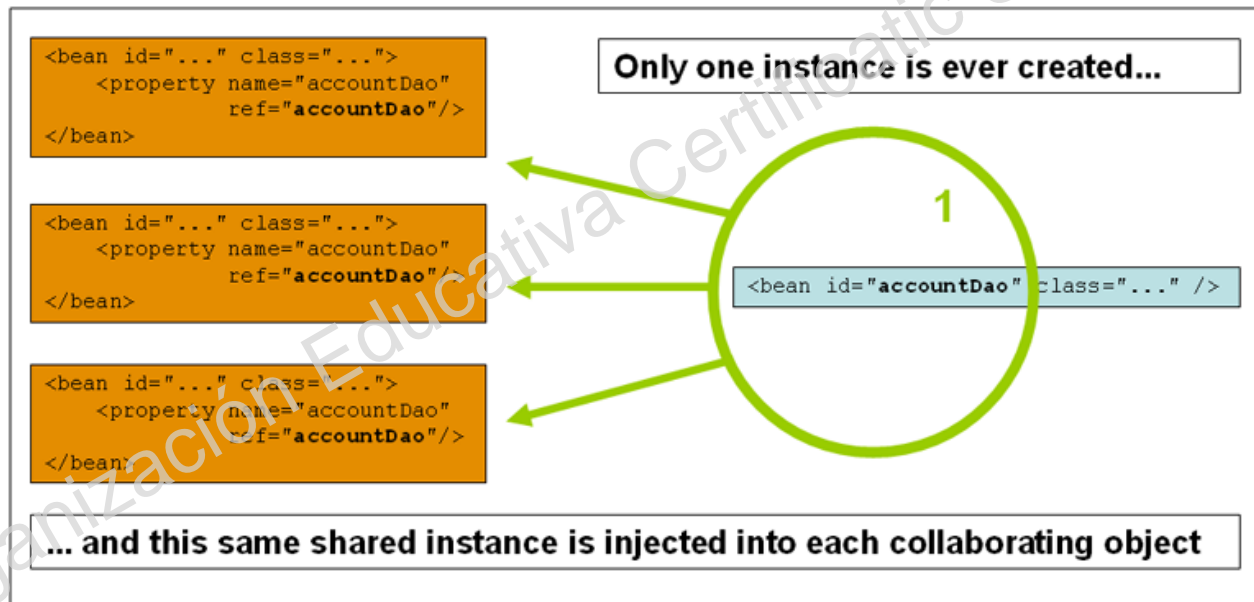 <bean id="..." class="...">
<property name="accountDao"
ref="accountDao"/>
</bean>
Only one instance is ever created...
<bean id="..." class="...">
<property name="accountDao"
ref="accountDao"/>
</bean>
1
<bean id="accountDao" class="..." />
<bean id="..." class="...">
<property name="accountDao"
ref="accountDao"/>
</bean>
... and this same shared instance is injected into each collaborating object
Educativa